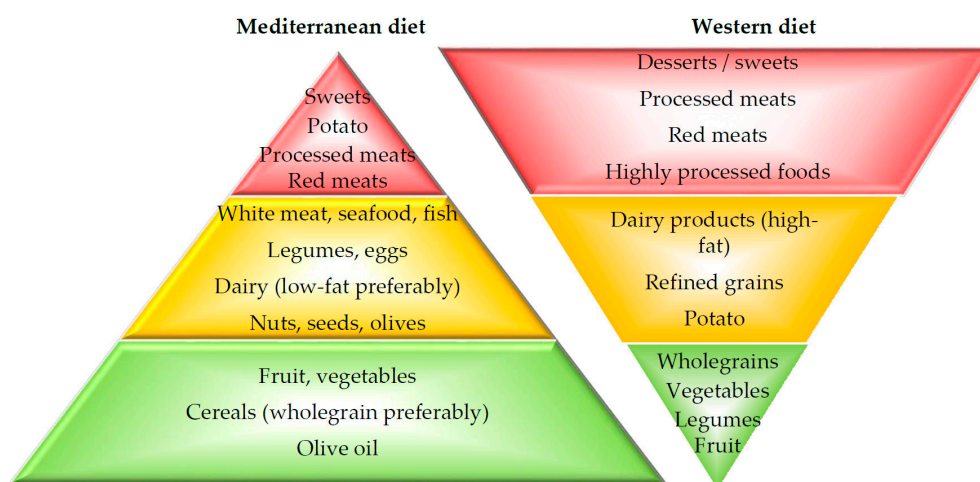 Mediterranean diet
Sweets
Potato
Processed meats
Red meats
White meat, seafood, fish
Legumes, eggs
Dairy (low-fat preferably)
Nuts, seeds, olives
Fruit, vegetables
Cereals (wholegrain preferably)
Olive oil
Western diet
Desserts / sweets
Processed meats
Red meats
Highly processed foods
Dairy products (high-
fat)
Refined grains
Potato
Wholegrains
Vegetables
Legumes
Fruit